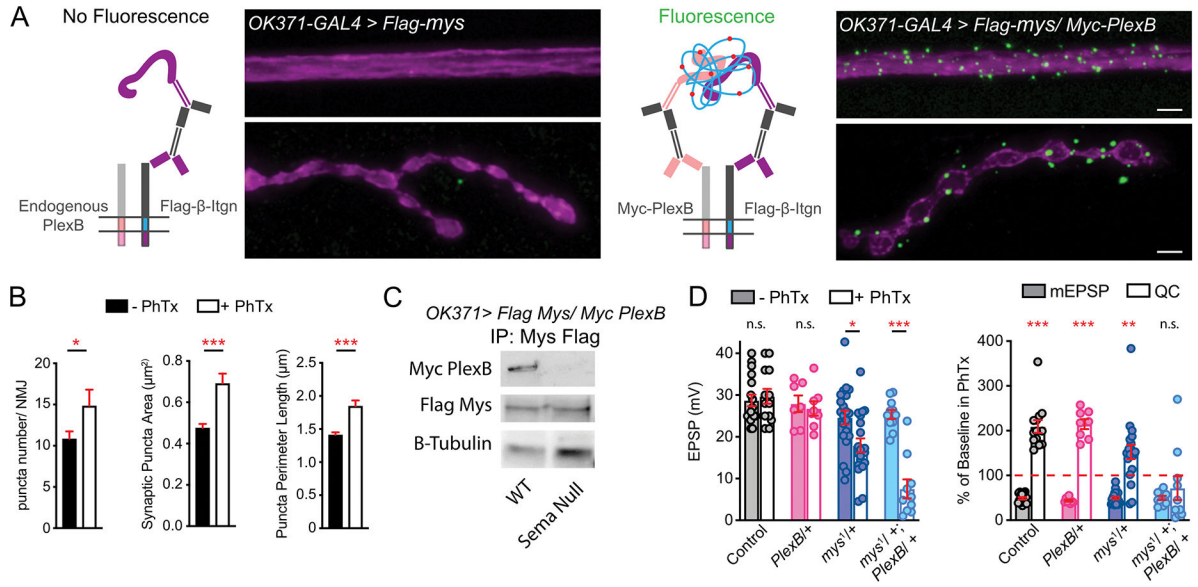 A
No Fluorescence
OK371-GAL4 > Flag-mys
Fluorescence
OK371-GAL4 > Flag-mys/ Myc-PlexB
Endogenous
PlexB
Flag-β-Itgn
Myc-PlexB
Flag-β-Itgn
B
- PhTx
+ PhTx
puncta number/ NMJ
20
15
10
5
0
*
Synaptic Puncta Area (µm²)
0.8
0.6
0.4
0.2
0.0
***
Puncta Perimeter Length (µm)
2.5
2.0
1.5
1.0
0.5
0
***
C
OK371> Flag Mys/ Myc PlexB
IP: Mys Flag
Myc PlexB
Flag Mys
B-Tubulin
WT
Sema Null
D
- PhTx
+ PhTx
n.s.
n.s.
*
***
EPSP (mV)
40
30
20
10
0
Control
PlexB/+
mys¹/+
mys¹/ +;
PlexB/ +
mEPSP
QC
***
***
**
n.s.
% of Baseline in PhTx
400
300
200
100
0
Control
PlexB/+
mys¹/+
mys¹/ +;
PlexB/ +